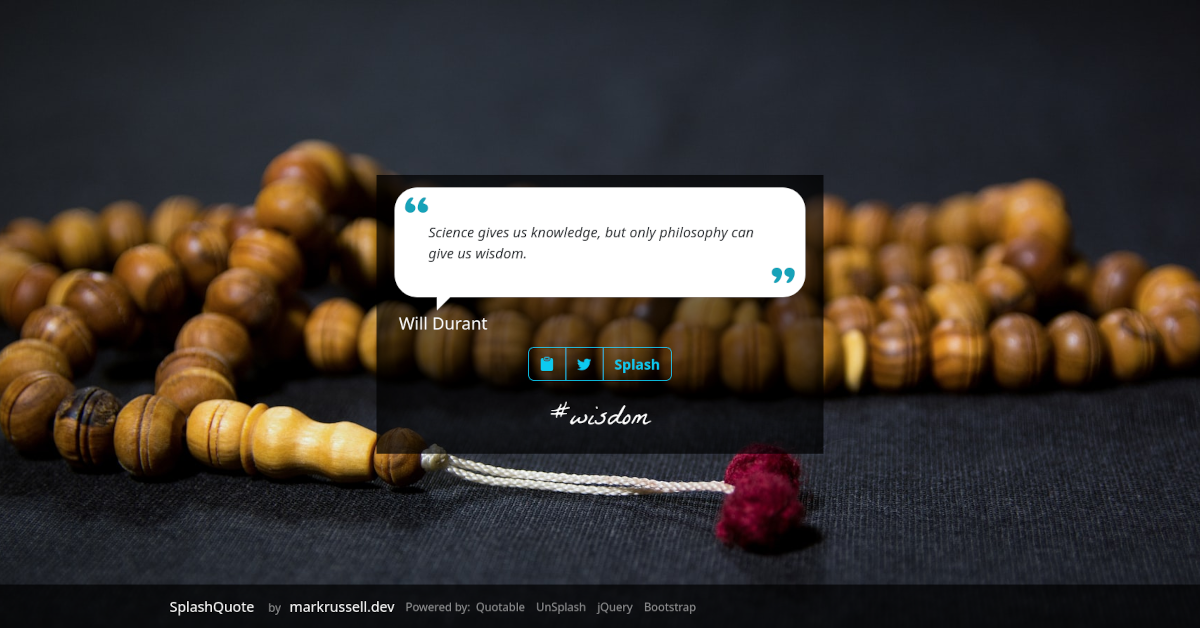 “
Science gives us knowledge, but only philosophy can
give us wisdom.
”
Will Durant
Splash
#wisdom
SplashQuote by markrussell.dev Powered by: Quotable UnSplash jQuery Bootstrap